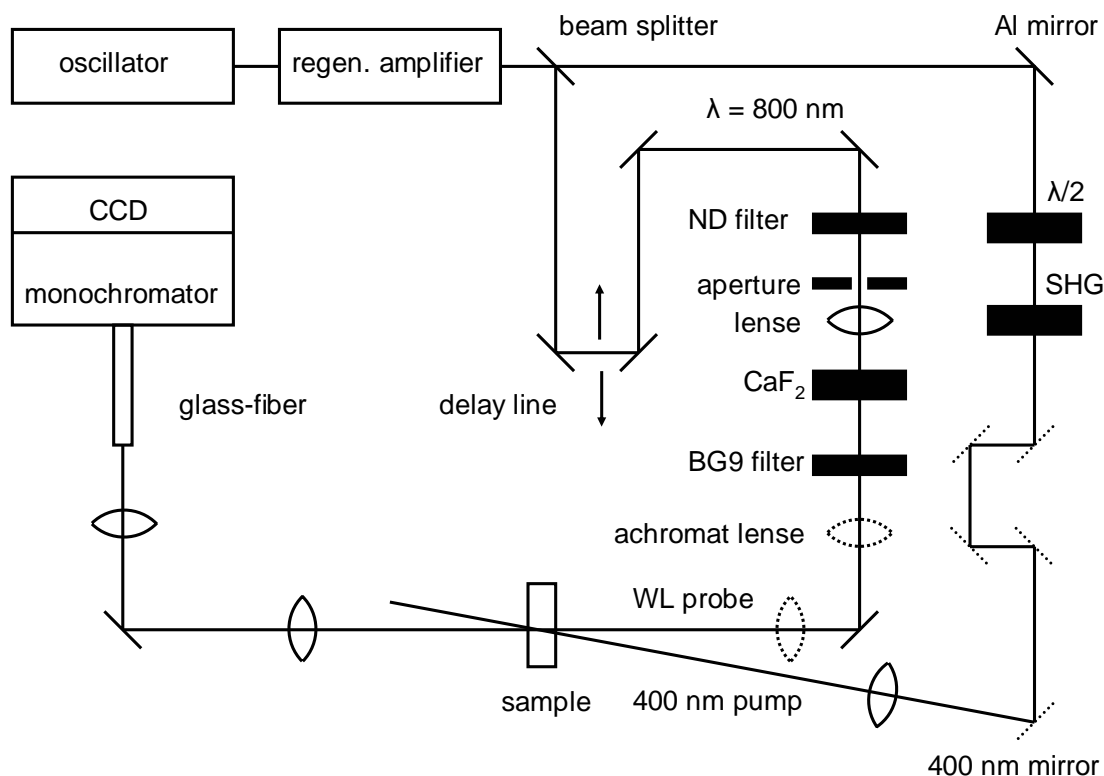 beam splitter
Al mirror
oscillator
regen. amplifier
λ = 800 nm
CCD
monochromator
ND filter
λ/2
aperture
SHG
lense
CaF₂
glass-fiber
delay line
BG9 filter
achromat lense
WL probe
sample
400 nm pump
400 nm mirror